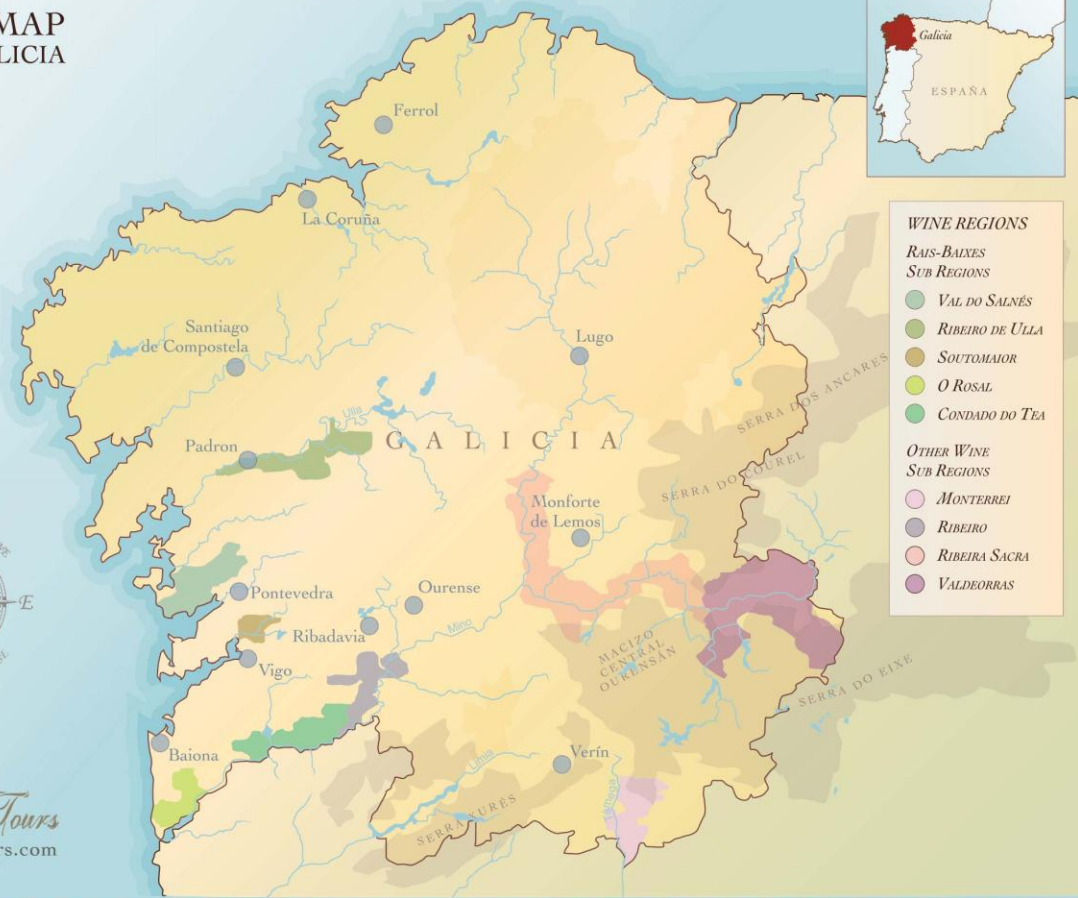 MAP
Galicia
ESPAÑA
Ferrol
La Coruña
WINE REGIONS
RAIS-BAIXES
SUB REGIONS
VAL DO SALNÉS
RIBEIRO DE ULLA
SOUTOMAIOR
O ROSAL
CONDADO DO TEA
OTHER WINE
SUB REGIONS
MONTERREI
RIBEIRO
RIBEIRA SACRA
VALDEORRAS
Santiago
de Compostela
Lugo
SERRA DOS ANCARES
Ulla
GALICIA
Padron
SERRA DO COUREL
Monforte
de Lemos
E
Pontevedra
Ourense
Ribadavia
Mino
MACIZO
CENTRAL
OURENSÁN
Vigo
SERRA DO EIXE
Baiona
Verín
Limia
SERRA XURÉS
Tours
rs.com